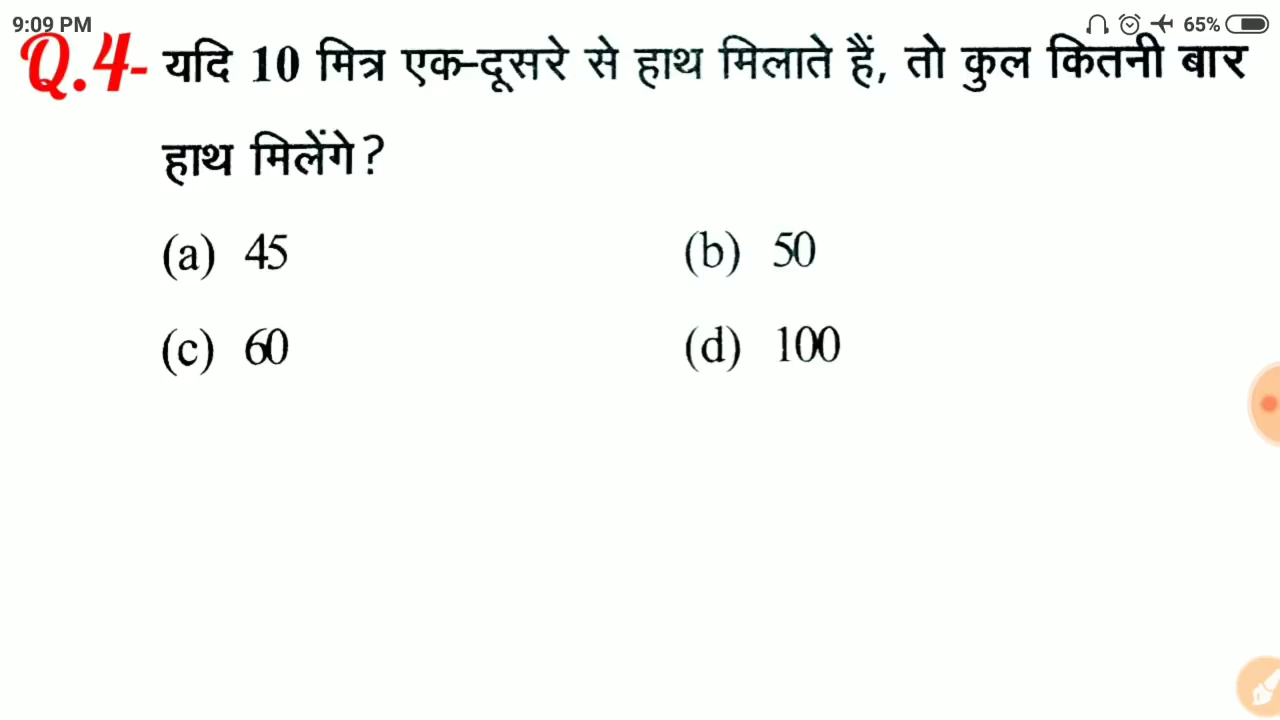 9:09 PM 65%
Q.4- यदि 10 मित्र एक-दूसरे से हाथ मिलाते हैं, तो कुल कितनी बार
हाथ मिलेंगे?
(a) 45 (b) 50
(c) 60 (d) 100